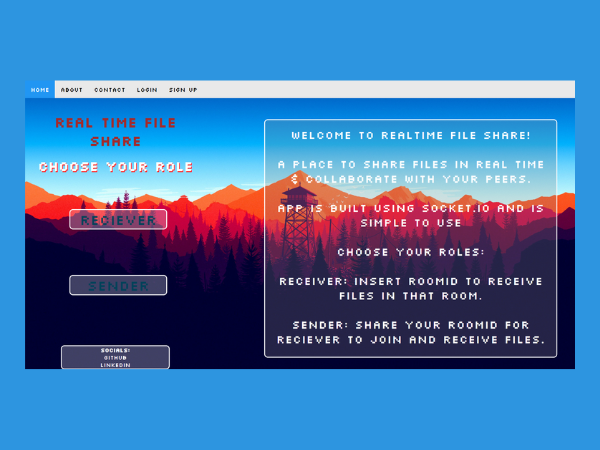 HOME ABOUT CONTACT LOGIN SIGN UP
REAL TIME FILE
SHARE
CHOOSE YOUR ROLE
RECIEVER
SENDER
SOCIALS:
GITHUB
LINKEDIN
WELCOME TO REALTIME FILE SHARE!
A PLACE TO SHARE FILES IN REAL TIME
& COLLABORATE WITH YOUR PEERS.
APP IS BUILT USING SOCKET.IO AND IS
SIMPLE TO USE
CHOOSE YOUR ROLES:
RECEIVER: INSERT ROOMID TO RECEIVE
FILES IN THAT ROOM.
SENDER: SHARE YOUR ROOMID FOR
RECIEVER TO JOIN AND RECEIVE FILES.